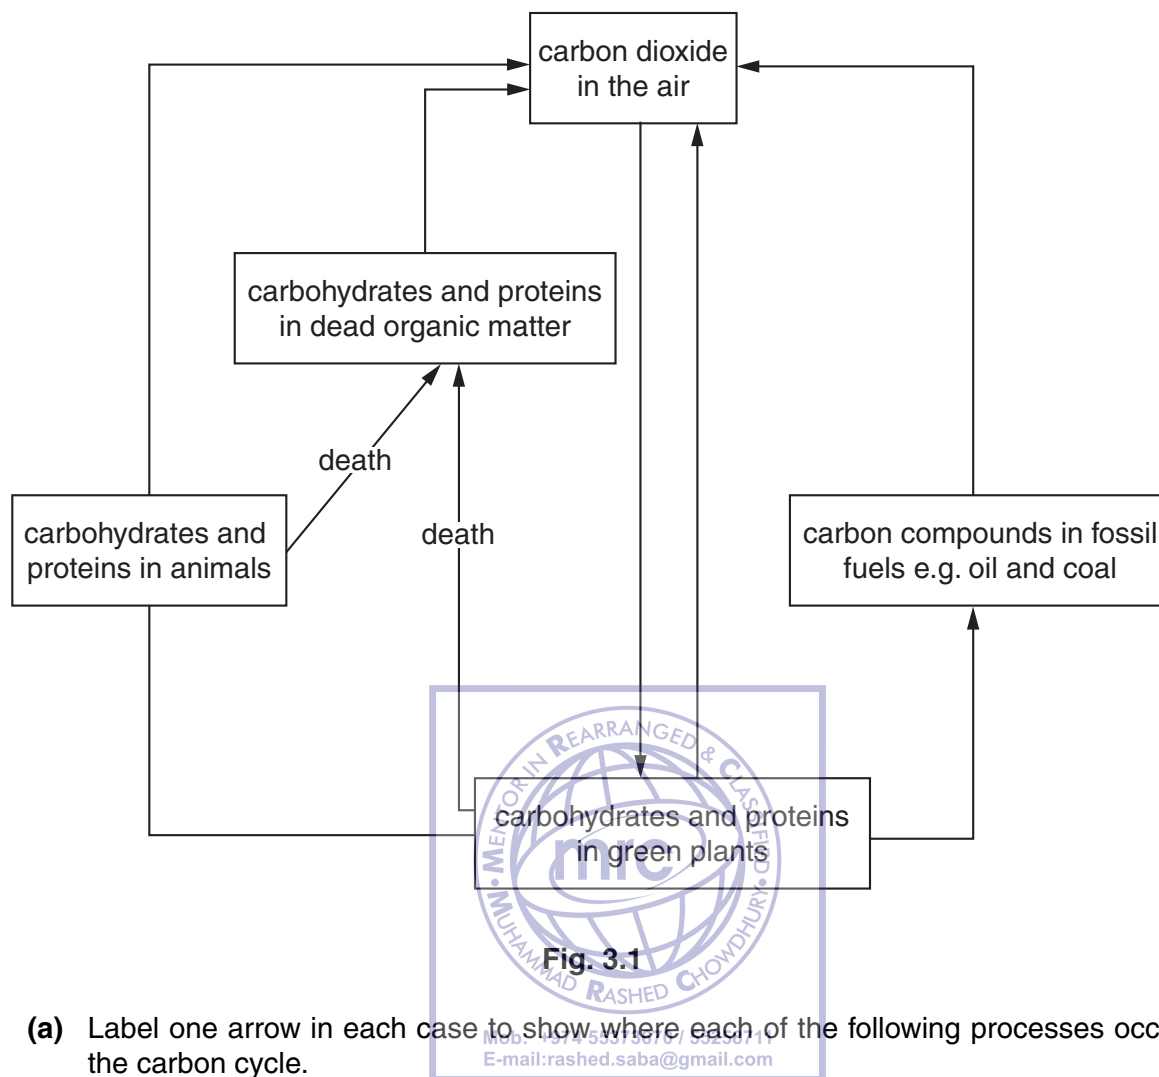 carbon dioxide
in the air
carbohydrates and proteins
in dead organic matter
death
death
carbohydrates and
proteins in animals
carbon compounds in fossil
fuels e.g. oil and coal
carbohydrates and proteins
in green plants
MENTOR IN REARRANGED & CLASSIFIED
mrc
MUHAMMAD RASHED CHOWDHURY
Fig. 3.1
(a) Label one arrow in each case to show where each of the following processes occ
the carbon cycle.
Mob:
E-mail:rashed.saba@gmail.com